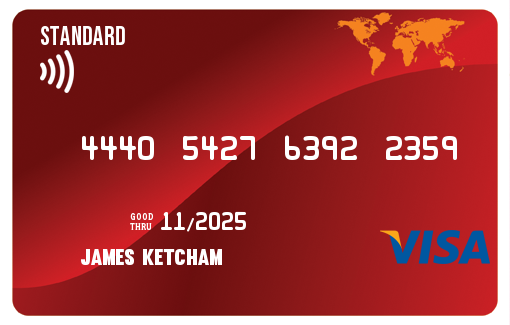 STANDARD
4440 5427 6392 2359
GOOD
THRU 11/2025
JAMES KETCHAM
VISA